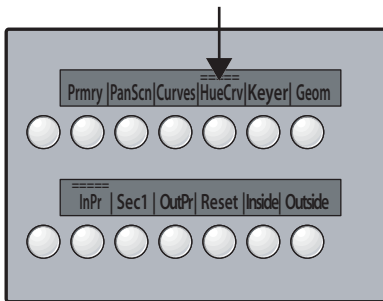 =====
Prmry |PanScn|Curves|HueCrv|Keyer| Geom
=====
InPr | Sec1 | OutPr| Reset |Inside| Outside